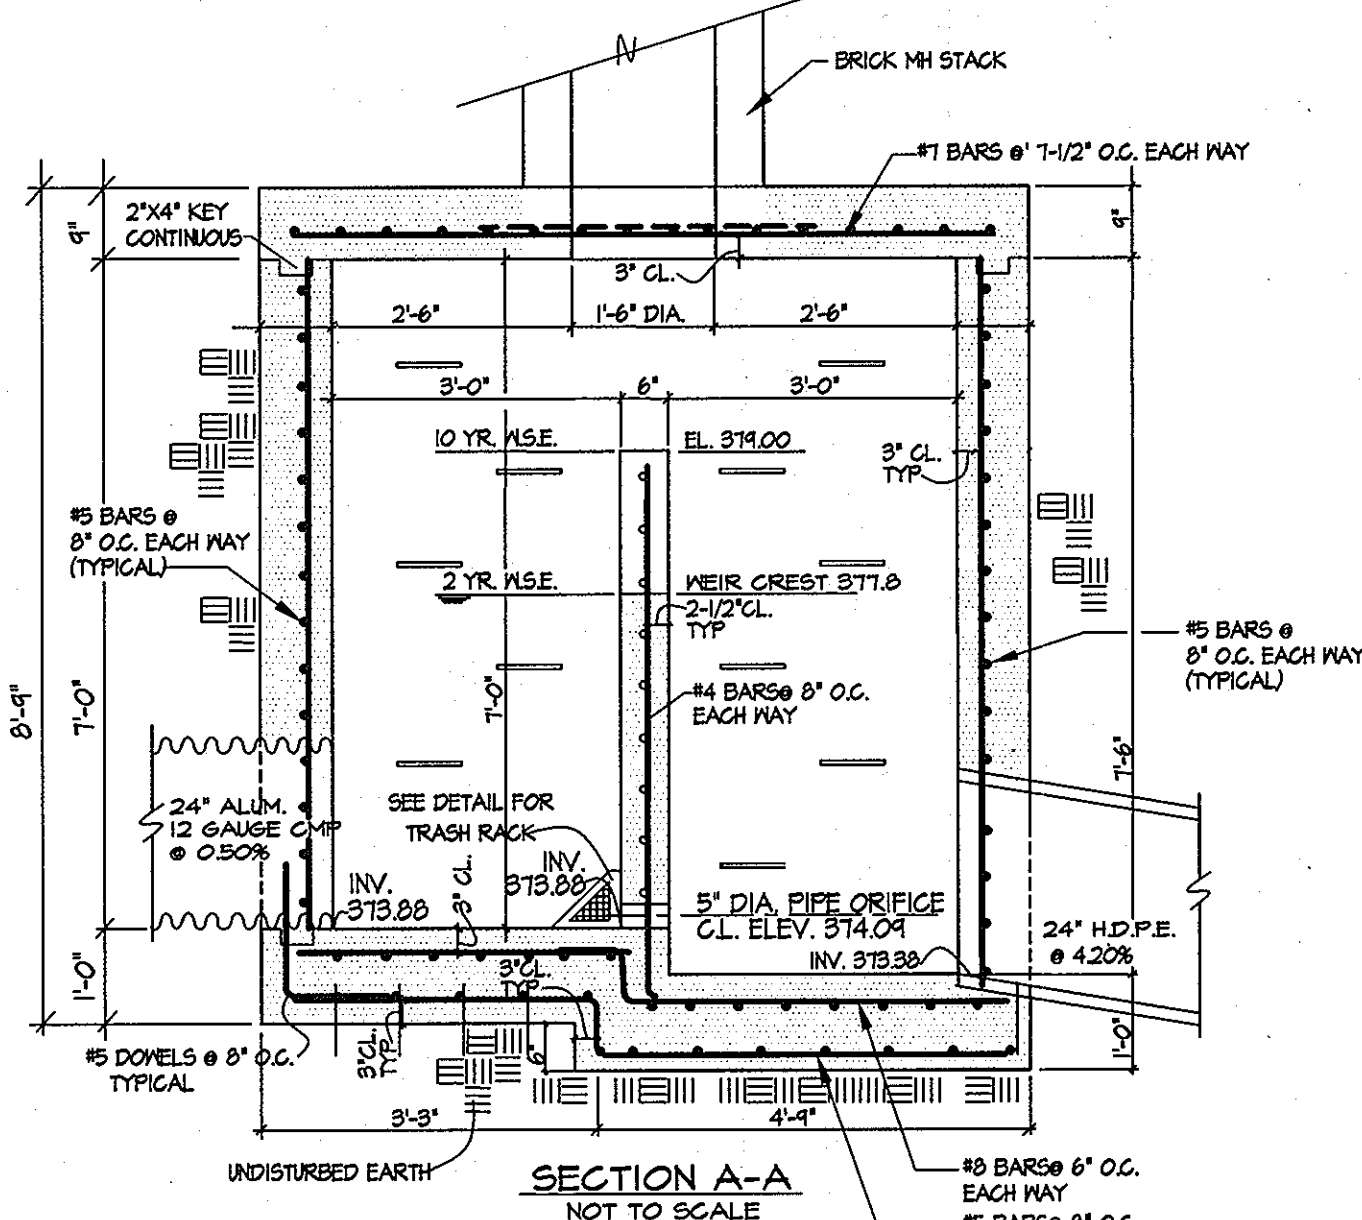 N
BRICK MH STACK
#7 BARS @' 7-1/2" O.C. EACH WAY
2"X4" KEY
CONTINUOUS
9"
9"
3" CL.
2'-6"
1'-6" DIA.
2'-6"
3'-0"
6"
3'-0"
10 YR. W.S.E.
EL. 379.00
3" CL.
TYP
#5 BARS @
8" O.C. EACH WAY
(TYPICAL)
2 YR. W.S.E.
WEIR CREST 377.8
2-1/2"CL.
TYP
#5 BARS @
8" O.C. EACH WAY
(TYPICAL)
8'-9"
7'-0"
7'-0"
#4 BARS@ 8" O.C.
EACH WAY
7'-6"
24" ALUM.
12 GAUGE CMP
@ 0.50%
SEE DETAIL FOR
TRASH RACK
INV.
373.88
3" CL.
INV.
373.88
5" DIA. PIPE ORIFICE
CL. ELEV. 374.09
INV. 373.38
24" H.D.P.E.
@ 4.20%
1'-0"
3"CL.
TYP.
1'-0"
#5 DOWELS @ 8" O.C.
TYPICAL
3"CL.
TYP.
6"
3'-3"
4'-9"
UNDISTURBED EARTH
SECTION A-A
NOT TO SCALE
#8 BARS@ 6" O.C.
EACH WAY
#5 BARS@ 8" O.C.